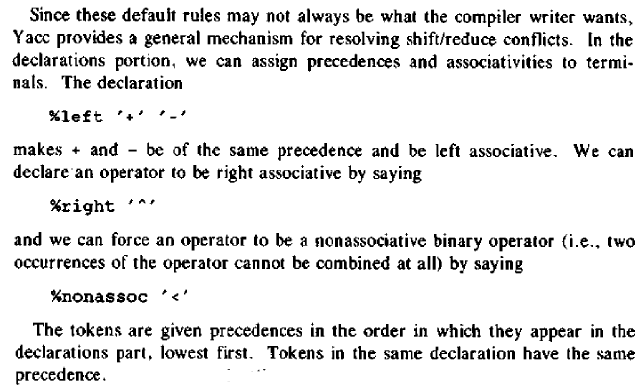 Since these default rules may not always be what the compiler writer wants,
Yacc provides a general mechanism for resolving shift/reduce conflicts. In the
declarations portion, we can assign precedences and associativities to termi-
nals. The declaration
%left '+' '-'
makes + and – be of the same precedence and be left associative. We can
declare an operator to be right associative by saying
%right '^'
and we can force an operator to be a nonassociative binary operator (i.e., two
occurrences of the operator cannot be combined at all) by saying
%nonassoc '<'
The tokens are given precedences in the order in which they appear in the
declarations part, lowest first. Tokens in the same declaration have the same
precedence.